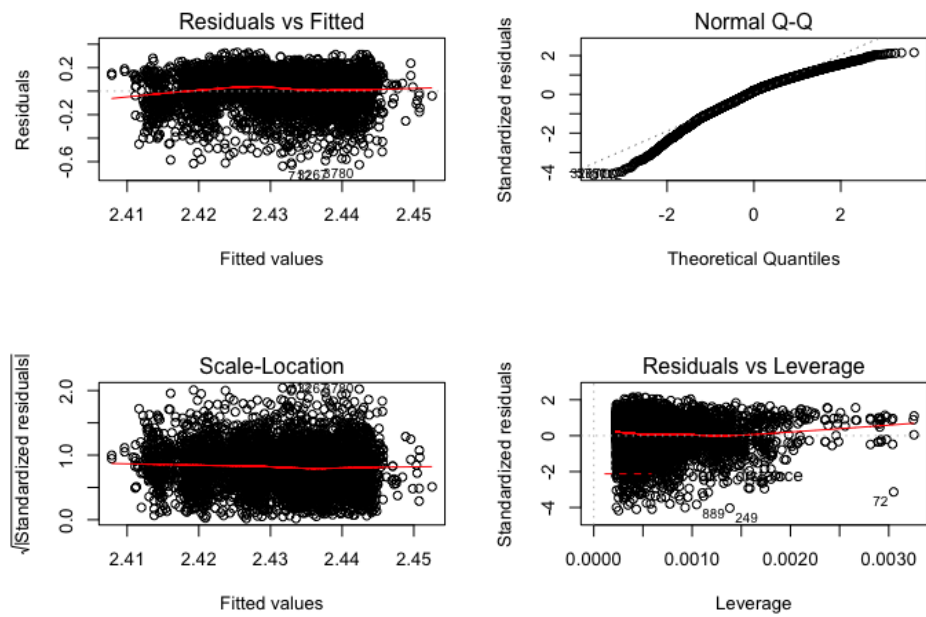 Residuals vs Fitted
Residuals
0.2
-0.2
-0.6
3780
2.41 2.42 2.43 2.44 2.45
Fitted values
Normal Q-Q
Standardized residuals
2
0
-2
-4
-2 0 2
Theoretical Quantiles
Scale-Location
√|Standardized residuals|
2.0
1.0
0.0
3780
2.41 2.42 2.43 2.44 2.45
Fitted values
Residuals vs Leverage
Standardized residuals
2
0
-2
-4
889
249
72
0.0000 0.0010 0.0020 0.0030
Leverage